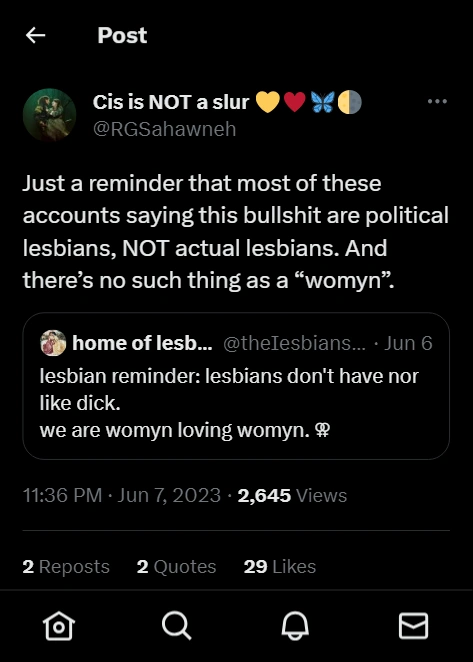 Post
Cis is NOT a slur 💛❤️🦋🌗
@RGSahawneh
Just a reminder that most of these
accounts saying this bullshit are political
lesbians, NOT actual lesbians. And
there’s no such thing as a “womyn”.
home of lesb... @theIesbians... · Jun 6
lesbian reminder: lesbians don't have nor
like dick.
we are womyn loving womyn. ⚢
11:36 PM · Jun 7, 2023 · 2,645 Views
2 Reposts 2 Quotes 29 Likes